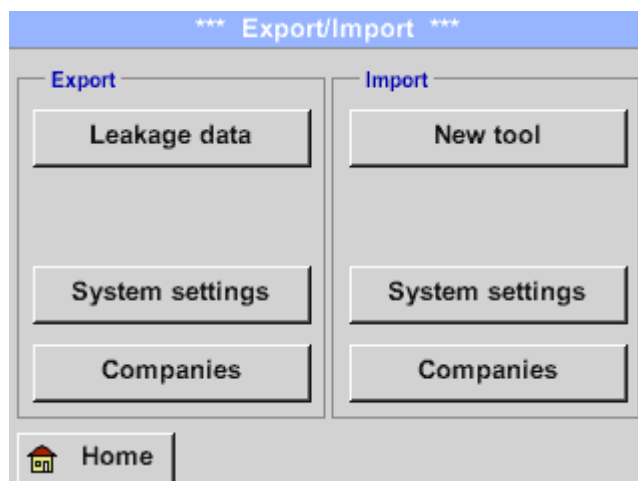 *** Export/Import ***
Export
Leakage data
System settings
Companies
Import
New tool
System settings
Companies
Home